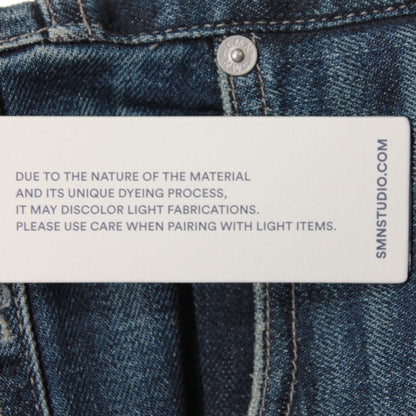 DUE TO THE NATURE OF THE MATERIAL
AND ITS UNIQUE DYEING PROCESS,
IT MAY DISCOLOR LIGHT FABRICATIONS.
PLEASE USE CARE WHEN PAIRING WITH LIGHT ITEMS.
SMNSTUDIO.COM